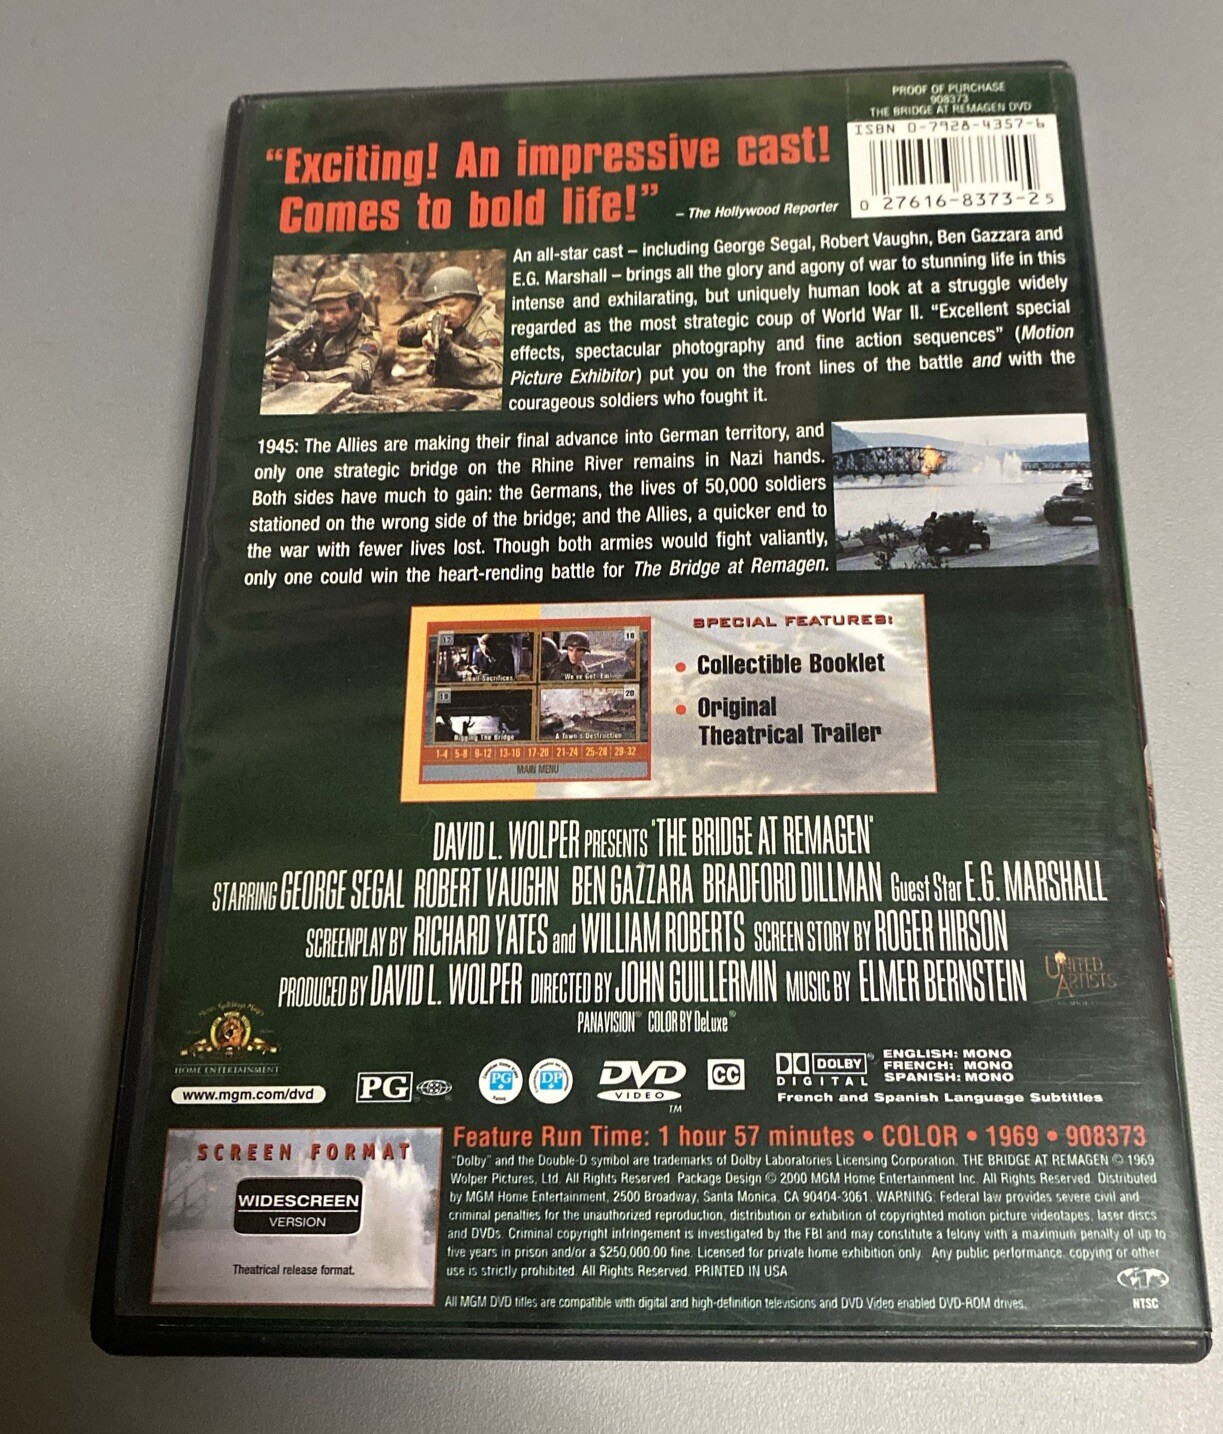 PROOF OF PURCHASE
908373
THE BRIDGE AT REMAGEN DVD
ISBN 0-7928-4357-6
0 27616-8373-2 5
“Exciting! An impressive cast!
Comes to bold life!” – The Hollywood Reporter
An all-star cast – including George Segal, Robert Vaughn, Ben Gazzara and
E.G. Marshall – brings all the glory and agony of war to stunning life in this
intense and exhilarating, but uniquely human look at a struggle widely
regarded as the most strategic coup of World War II. “Excellent special
effects, spectacular photography and fine action sequences” (Motion
Picture Exhibitor) put you on the front lines of the battle and with the
courageous soldiers who fought it.
1945: The Allies are making their final advance into German territory, and
only one strategic bridge on the Rhine River remains in Nazi hands.
Both sides have much to gain: the Germans, the lives of 50,000 soldiers
stationed on the wrong side of the bridge; and the Allies, a quicker end to
the war with fewer lives lost. Though both armies would fight valiantly,
only one could win the heart-rending battle for The Bridge at Remagen.
17
18
Small Sacrifices
"We've Got 'Em"
19
20
Rigging The Bridge
A Town's Destruction
1-4 5-8 9-12 13-16 17-20 21-24 25-28 29-32
MAIN MENU
SPECIAL FEATURES:
• Collectible Booklet
• Original
Theatrical Trailer
DAVID L. WOLPER PRESENTS "THE BRIDGE AT REMAGEN"
STARRING GEORGE SEGAL ROBERT VAUGHN BEN GAZZARA BRADFORD DILLMAN Guest Star E.G. MARSHALL
SCREENPLAY BY RICHARD YATES and WILLIAM ROBERTS SCREEN STORY BY ROGER HIRSON
PRODUCED BY DAVID L. WOLPER DIRECTED BY JOHN GUILLERMIN MUSIC BY ELMER BERNSTEIN
UNITED
ARTISTS
PANAVISION® COLOR BY DeLuxe®
HOME ENTERTAINMENT
www.mgm.com/dvd
PG
PG
DP
DVD
VIDEO
TM
CC
DOLBY®
DIGITAL
ENGLISH: MONO
FRENCH: MONO
SPANISH: MONO
French and Spanish Language Subtitles
SCREEN FORMAT
WIDESCREEN
VERSION
Theatrical release format.
Feature Run Time: 1 hour 57 minutes • COLOR • 1969 • 908373
"Dolby" and the Double-D symbol are trademarks of Dolby Laboratories Licensing Corporation. THE BRIDGE AT REMAGEN © 1969
Wolper Pictures, Ltd. All Rights Reserved. Package Design © 2000 MGM Home Entertainment Inc. All Rights Reserved. Distributed
by MGM Home Entertainment, 2500 Broadway, Santa Monica, CA 90404-3061. WARNING: Federal law provides severe civil and
criminal penalties for the unauthorized reproduction, distribution or exhibition of copyrighted motion picture videotapes, laser discs
and DVDs. Criminal copyright infringement is investigated by the FBI and may constitute a felony with a maximum penalty of up to
five years in prison and/or a $250,000.00 fine. Licensed for private home exhibition only. Any public performance, copying or other
use is strictly prohibited. All Rights Reserved. PRINTED IN USA
All MGM DVD titles are compatible with digital and high-definition televisions and DVD Video enabled DVD-ROM drives.
NTSC